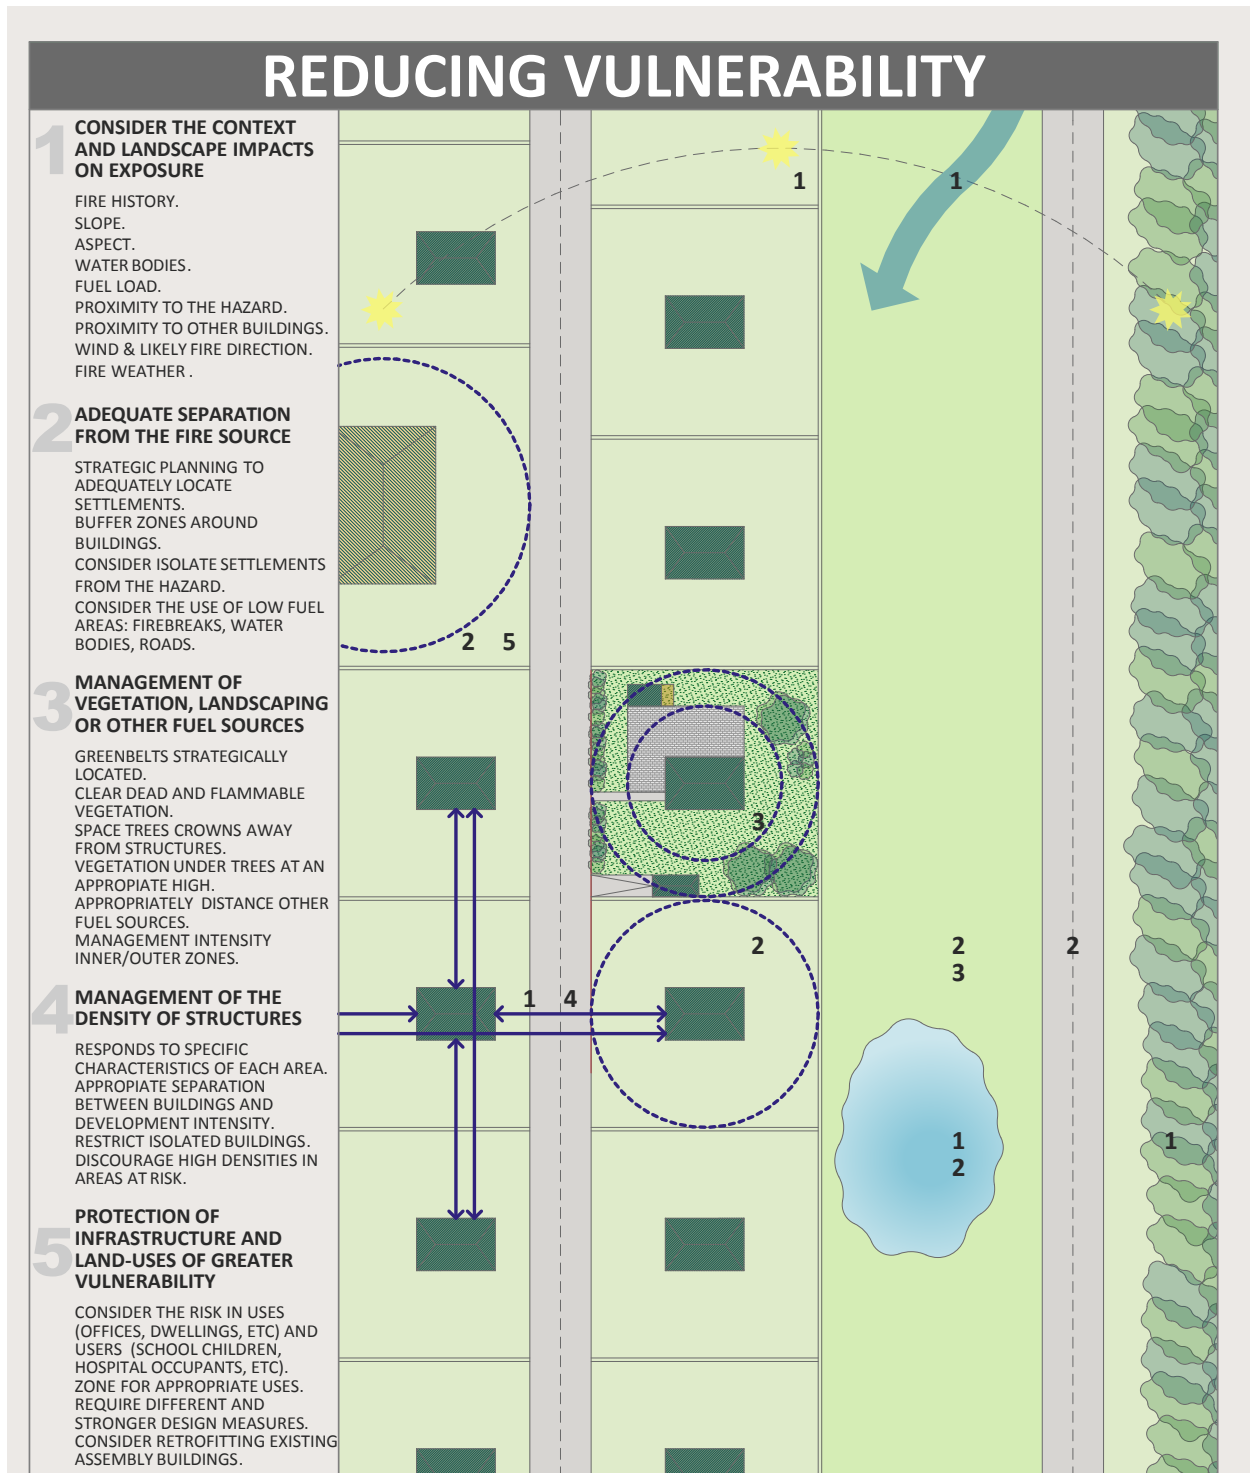 REDUCING VULNERABILITY
1
CONSIDER THE CONTEXT
AND LANDSCAPE IMPACTS
ON EXPOSURE
FIRE HISTORY.
SLOPE.
ASPECT.
WATER BODIES.
FUEL LOAD.
PROXIMITY TO THE HAZARD.
PROXIMITY TO OTHER BUILDINGS.
WIND & LIKELY FIRE DIRECTION.
FIRE WEATHER .
2
ADEQUATE SEPARATION
FROM THE FIRE SOURCE
STRATEGIC PLANNING TO
ADEQUATELY LOCATE
SETTLEMENTS.
BUFFER ZONES AROUND
BUILDINGS.
CONSIDER ISOLATE SETTLEMENTS
FROM THE HAZARD.
CONSIDER THE USE OF LOW FUEL
AREAS: FIREBREAKS, WATER
BODIES, ROADS.
3
MANAGEMENT OF
VEGETATION, LANDSCAPING
OR OTHER FUEL SOURCES
GREENBELTS STRATEGICALLY
LOCATED.
CLEAR DEAD AND FLAMMABLE
VEGETATION.
SPACE TREES CROWNS AWAY
FROM STRUCTURES.
VEGETATION UNDER TREES AT AN
APPROPIATE HIGH.
APPROPRIATELY DISTANCE OTHER
FUEL SOURCES.
MANAGEMENT INTENSITY
INNER/OUTER ZONES.
4
MANAGEMENT OF THE
DENSITY OF STRUCTURES
RESPONDS TO SPECIFIC
CHARACTERISTICS OF EACH AREA.
APPROPIATE SEPARATION
BETWEEN BUILDINGS AND
DEVELOPMENT INTENSITY.
RESTRICT ISOLATED BUILDINGS.
DISCOURAGE HIGH DENSITIES IN
AREAS AT RISK.
5
PROTECTION OF
INFRASTRUCTURE AND
LAND-USES OF GREATER
VULNERABILITY
CONSIDER THE RISK IN USES
(OFFICES, DWELLINGS, ETC) AND
USERS (SCHOOL CHILDREN,
HOSPITAL OCCUPANTS, ETC).
ZONE FOR APPROPRIATE USES.
REQUIRE DIFFERENT AND
STRONGER DESIGN MEASURES.
CONSIDER RETROFITTING EXISTING
ASSEMBLY BUILDINGS.
1
1
2 5
3
2
2
3
2
1 4
1
2
1